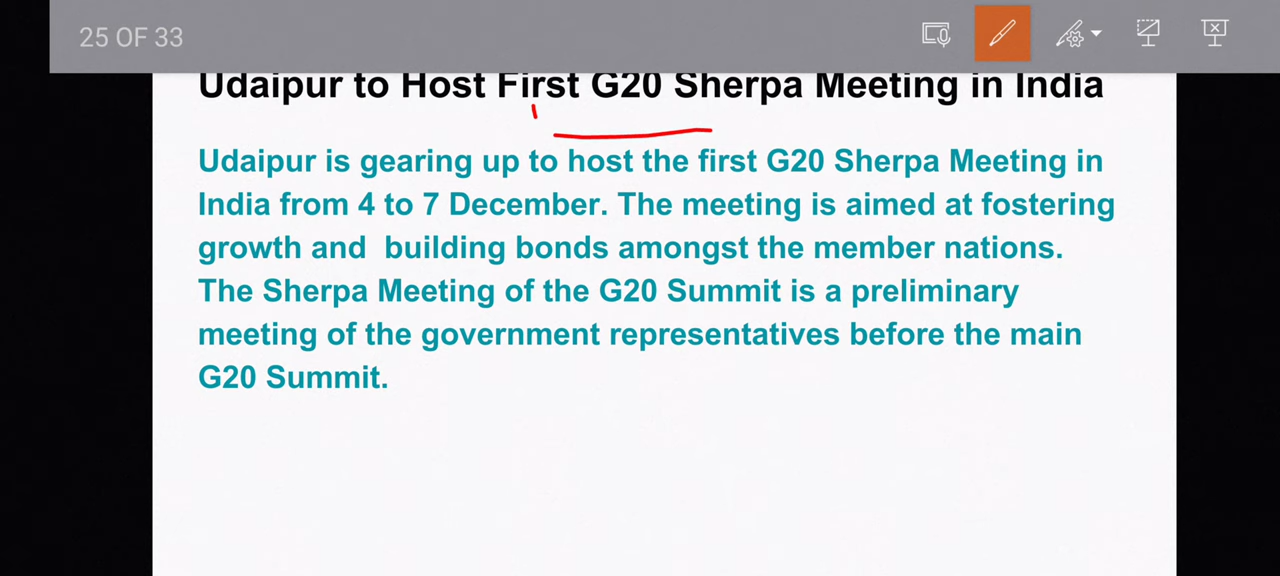 25 OF 33
Udaipur to Host First G20 Sherpa Meeting in India
Udaipur is gearing up to host the first G20 Sherpa Meeting in
India from 4 to 7 December. The meeting is aimed at fostering
growth and  building bonds amongst the member nations.
The Sherpa Meeting of the G20 Summit is a preliminary
meeting of the government representatives before the main
G20 Summit.